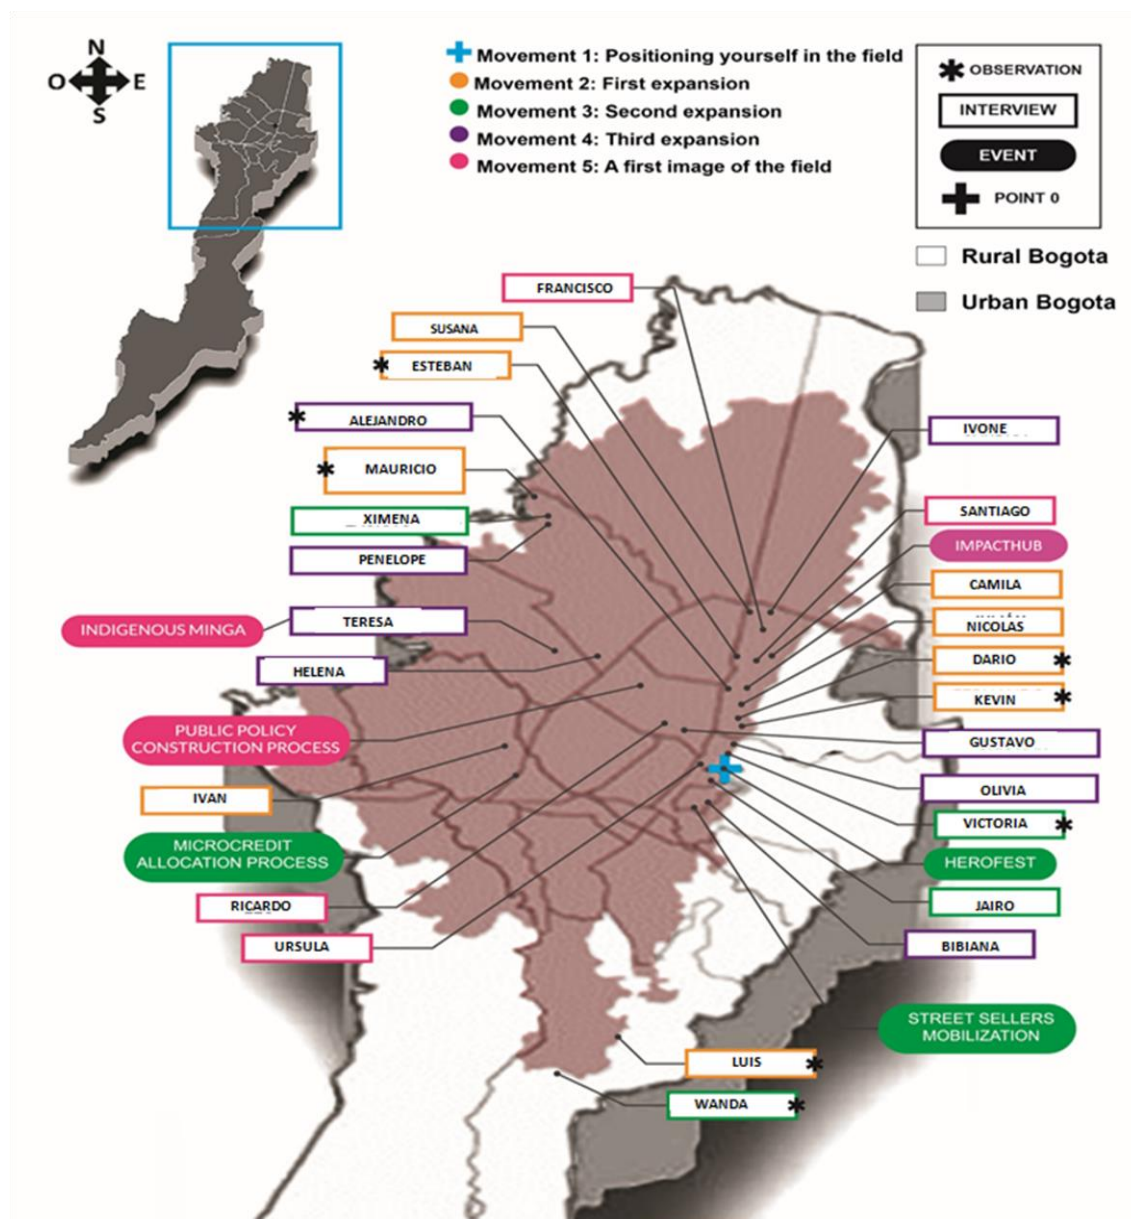 N
O
E
S
Movement 1: Positioning yourself in the field
Movement 2: First expansion
Movement 3: Second expansion
Movement 4: Third expansion
Movement 5: A first image of the field
OBSERVATION
INTERVIEW
EVENT
POINT 0
Rural Bogota
Urban Bogota
FRANCISCO
SUSANA
ESTEBAN
ALEJANDRO
MAURICIO
XIMENA
PENELOPE
INDIGENOUS MINGA
TERESA
HELENA
PUBLIC POLICY
CONSTRUCTION PROCESS
IVAN
MICROCREDIT
ALLOCATION PROCESS
RICARDO
URSULA
IVONE
SANTIAGO
IMPACTHUB
CAMILA
NICOLAS
DARIO
KEVIN
GUSTAVO
OLIVIA
VICTORIA
HEROFEST
JAIRO
BIBIANA
STREET SELLERS
MOBILIZATION
LUIS
WANDA